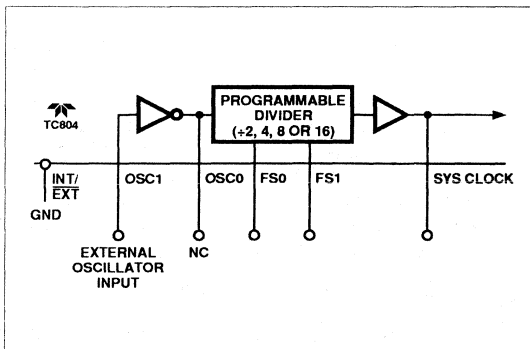 PROGRAMMABLE
DIVIDER
(÷2, 4, 8 OR 16)
TC804
INT/
EXT
OSC1
OSC0
FS0
FS1
SYS CLOCK
GND
EXTERNAL
OSCILLATOR
INPUT
NC